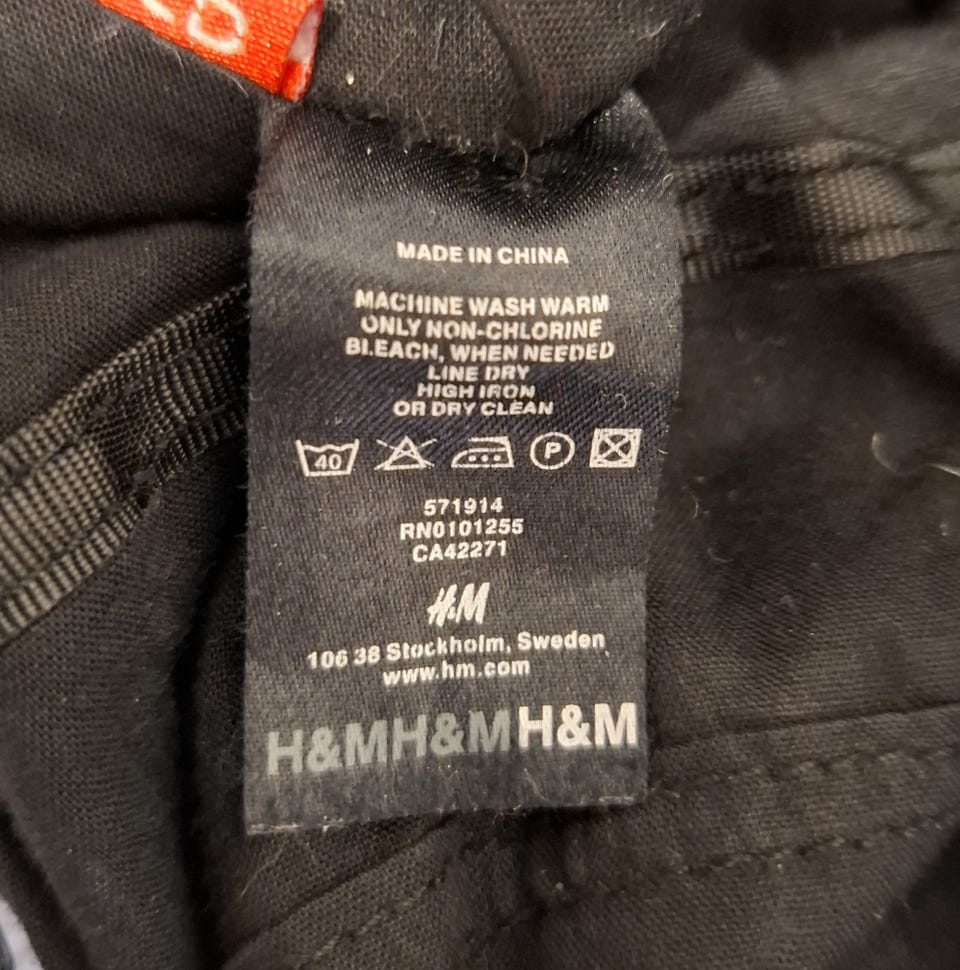 MADE IN CHINA
MACHINE WASH WARM
ONLY NON-CHLORINE
BLEACH, WHEN NEEDED
LINE DRY
HIGH IRON
OR DRY CLEAN
40 P
571914
RN0101255
CA42271
H&M
106 38 Stockholm, Sweden
www.hm.com
H&MH&MH&M